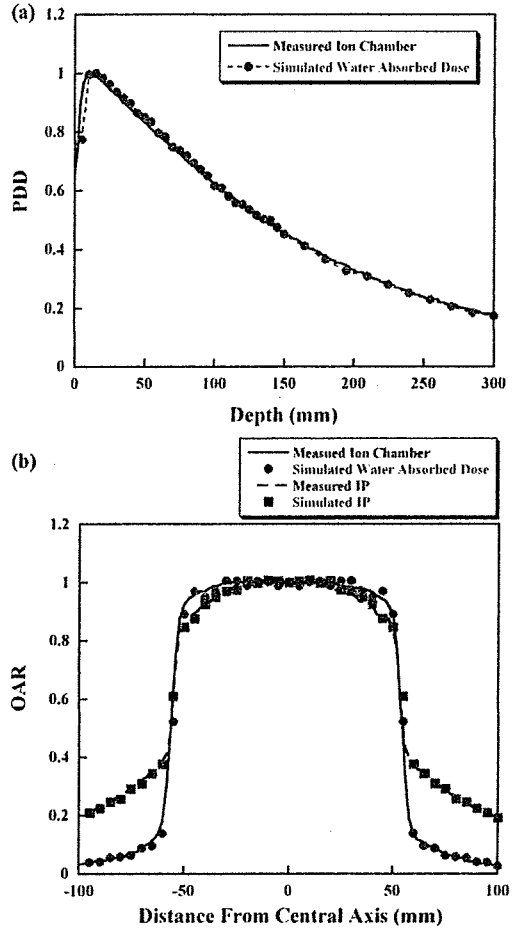 (a)
1.2
Measured Ion Chamber
Simulated Water Absorbed Dose
1
0.8
PDD
0.6
0.4
0.2
0
0 50 100 150 200 250 300
Depth (mm)
(b)
Measued Ion Chamber
Simulated Water Absorbed Dose
Measured IP
Simulated IP
1.2
1
0.8
OAR
0.6
0.4
0.2
0
-100 -50 0 50 100
Distance From Central Axis (mm)